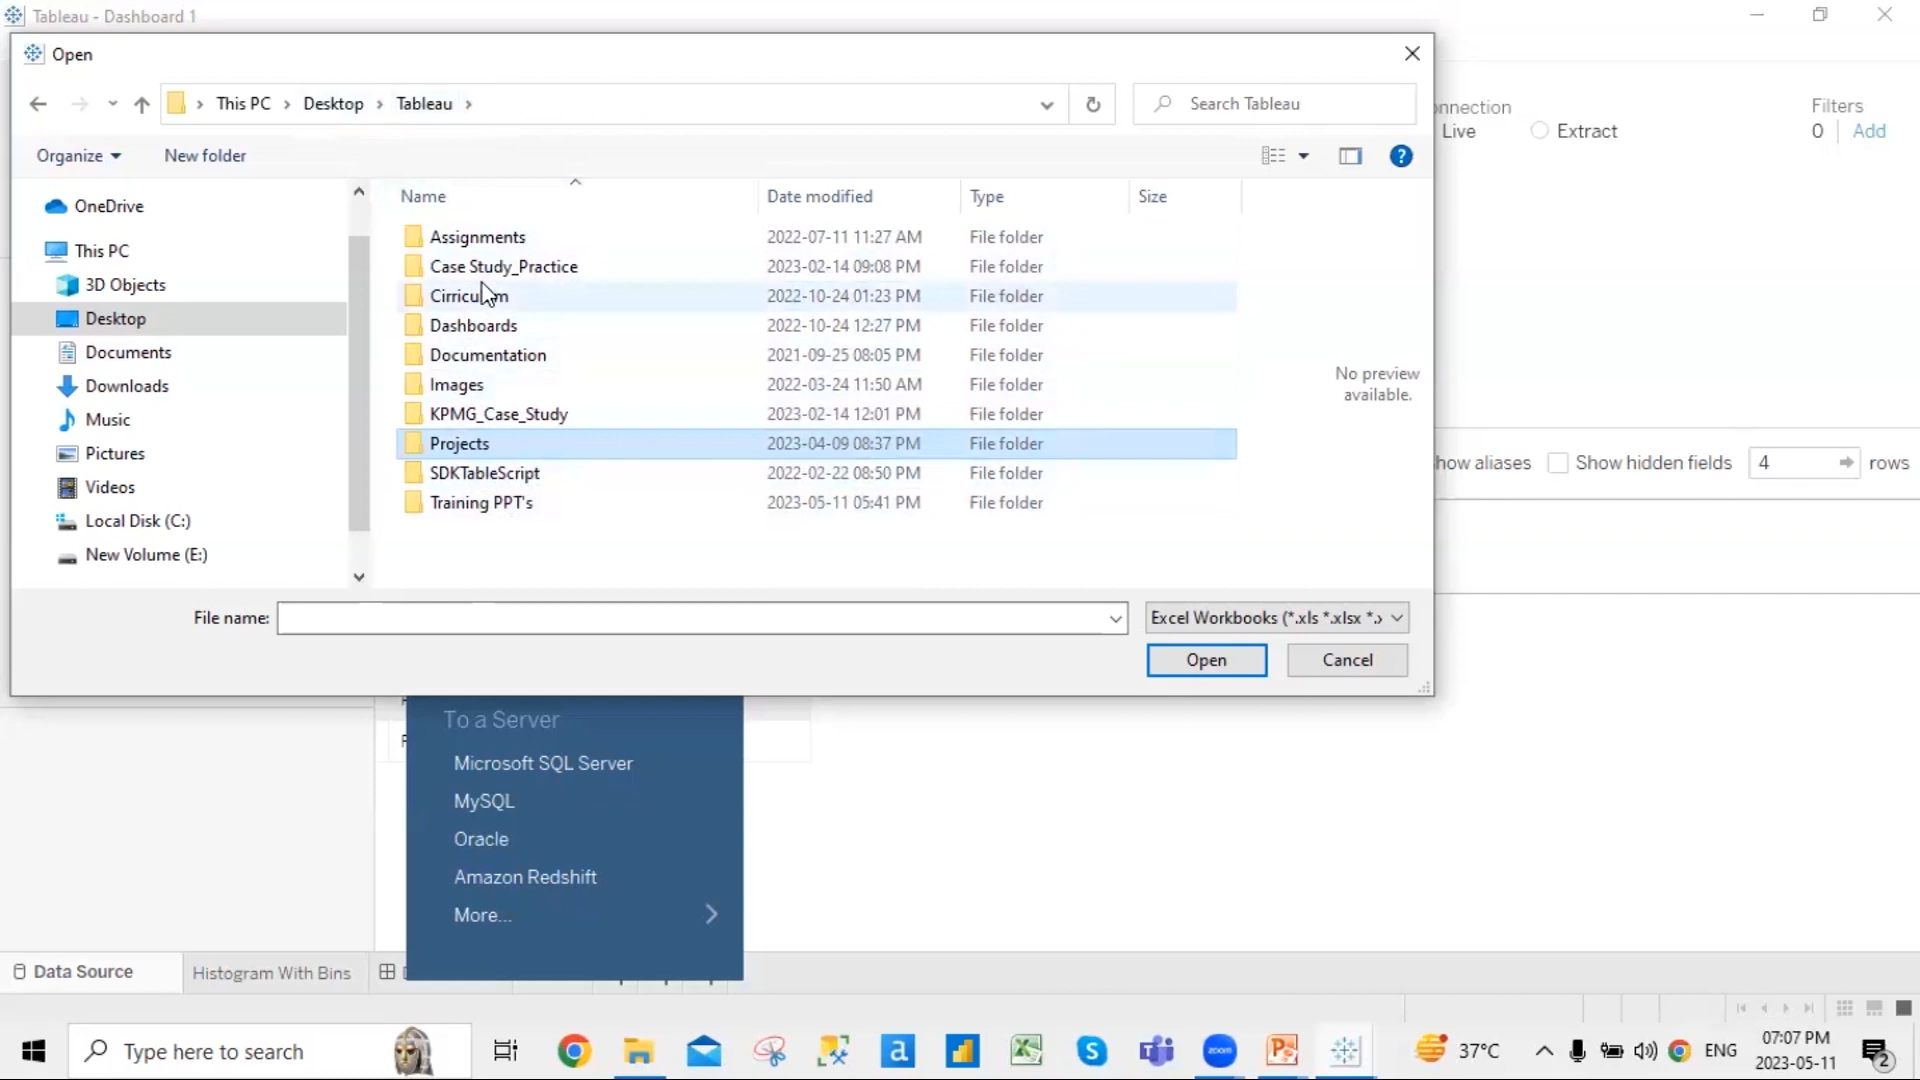 Tableau - Dashboard 1
Open
This PC > Desktop > Tableau >
Search Tableau
Organize
New folder
?
Name
Date modified
Type
Size
OneDrive
This PC
3D Objects
Desktop
Documents
Downloads
Music
Pictures
Videos
Local Disk (C:)
New Volume (E:)
Assignments 2022-07-11 11:27 AM File folder
Case Study_Practice 2023-02-14 09:08 PM File folder
2022-10-24 01:23 PM File folder
Dashboards 2022-10-24 12:27 PM File folder
Documentation 2021-09-25 08:05 PM File folder
Images 2022-03-24 11:50 AM File folder
KPMG_Case_Study 2023-02-14 12:01 PM File folder
Projects 2023-04-09 08:37 PM File folder
SDKTableScript 2022-02-22 08:50 PM File folder
Training PPT's 2023-05-11 05:41 PM File folder
No preview
available.
File name:
Excel Workbooks (*.xls *.xlsx *.x
Open
Cancel
nnection
Live
Extract
Filters
0
Add
how aliases
Show hidden fields
4
rows
To a Server
Microsoft SQL Server
MySQL
Oracle
Amazon Redshift
More...
Data Source
Histogram With Bins
Type here to search
a
S
zoom
37°C
ENG
07:07 PM
2023-05-11
2